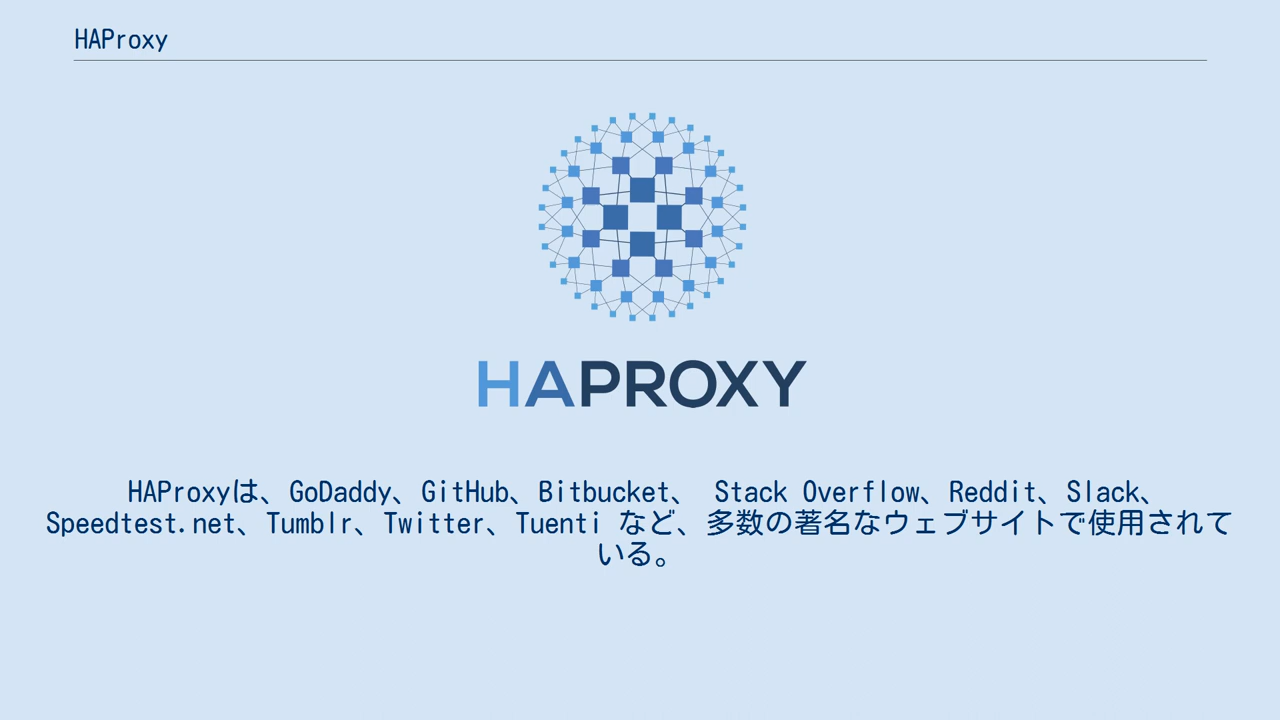 HAProxy
HAPROXY
HAProxyは、GoDaddy、GitHub、Bitbucket、 Stack Overflow、Reddit、Slack、
Speedtest.net、Tumblr、Twitter、Tuenti など、多数の著名なウェブサイトで使用されて
いる。